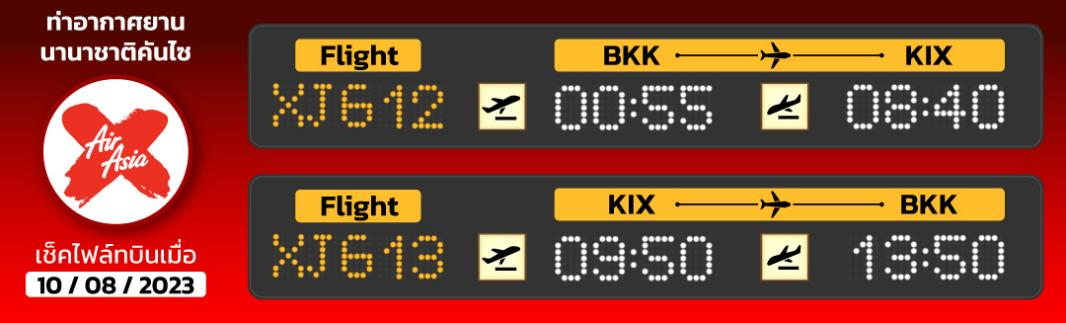 ท่าอากาศยาน
นานาชาติคันไซ
Air
Asia
เช็คไฟล์ทบินเมื่อ
10 / 08 / 2023
Flight BKK KIX
XJ612 00:55 08:40
Flight KIX BKK
XJ613 09:50 13:50